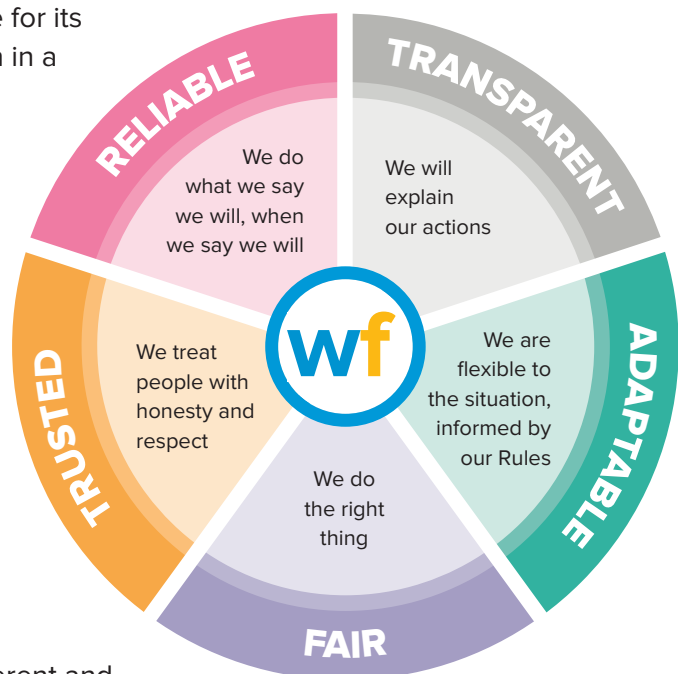 e for its
in a
RELIABLE
We do
what we say
we will, when
we say we will
TRANSPARENT
We will
explain
our actions
ADAPTABLE
We are
flexible to
the situation,
informed by
our Rules
FAIR
We do
the right
thing
TRUSTED
We treat
people with
honesty and
respect
wf